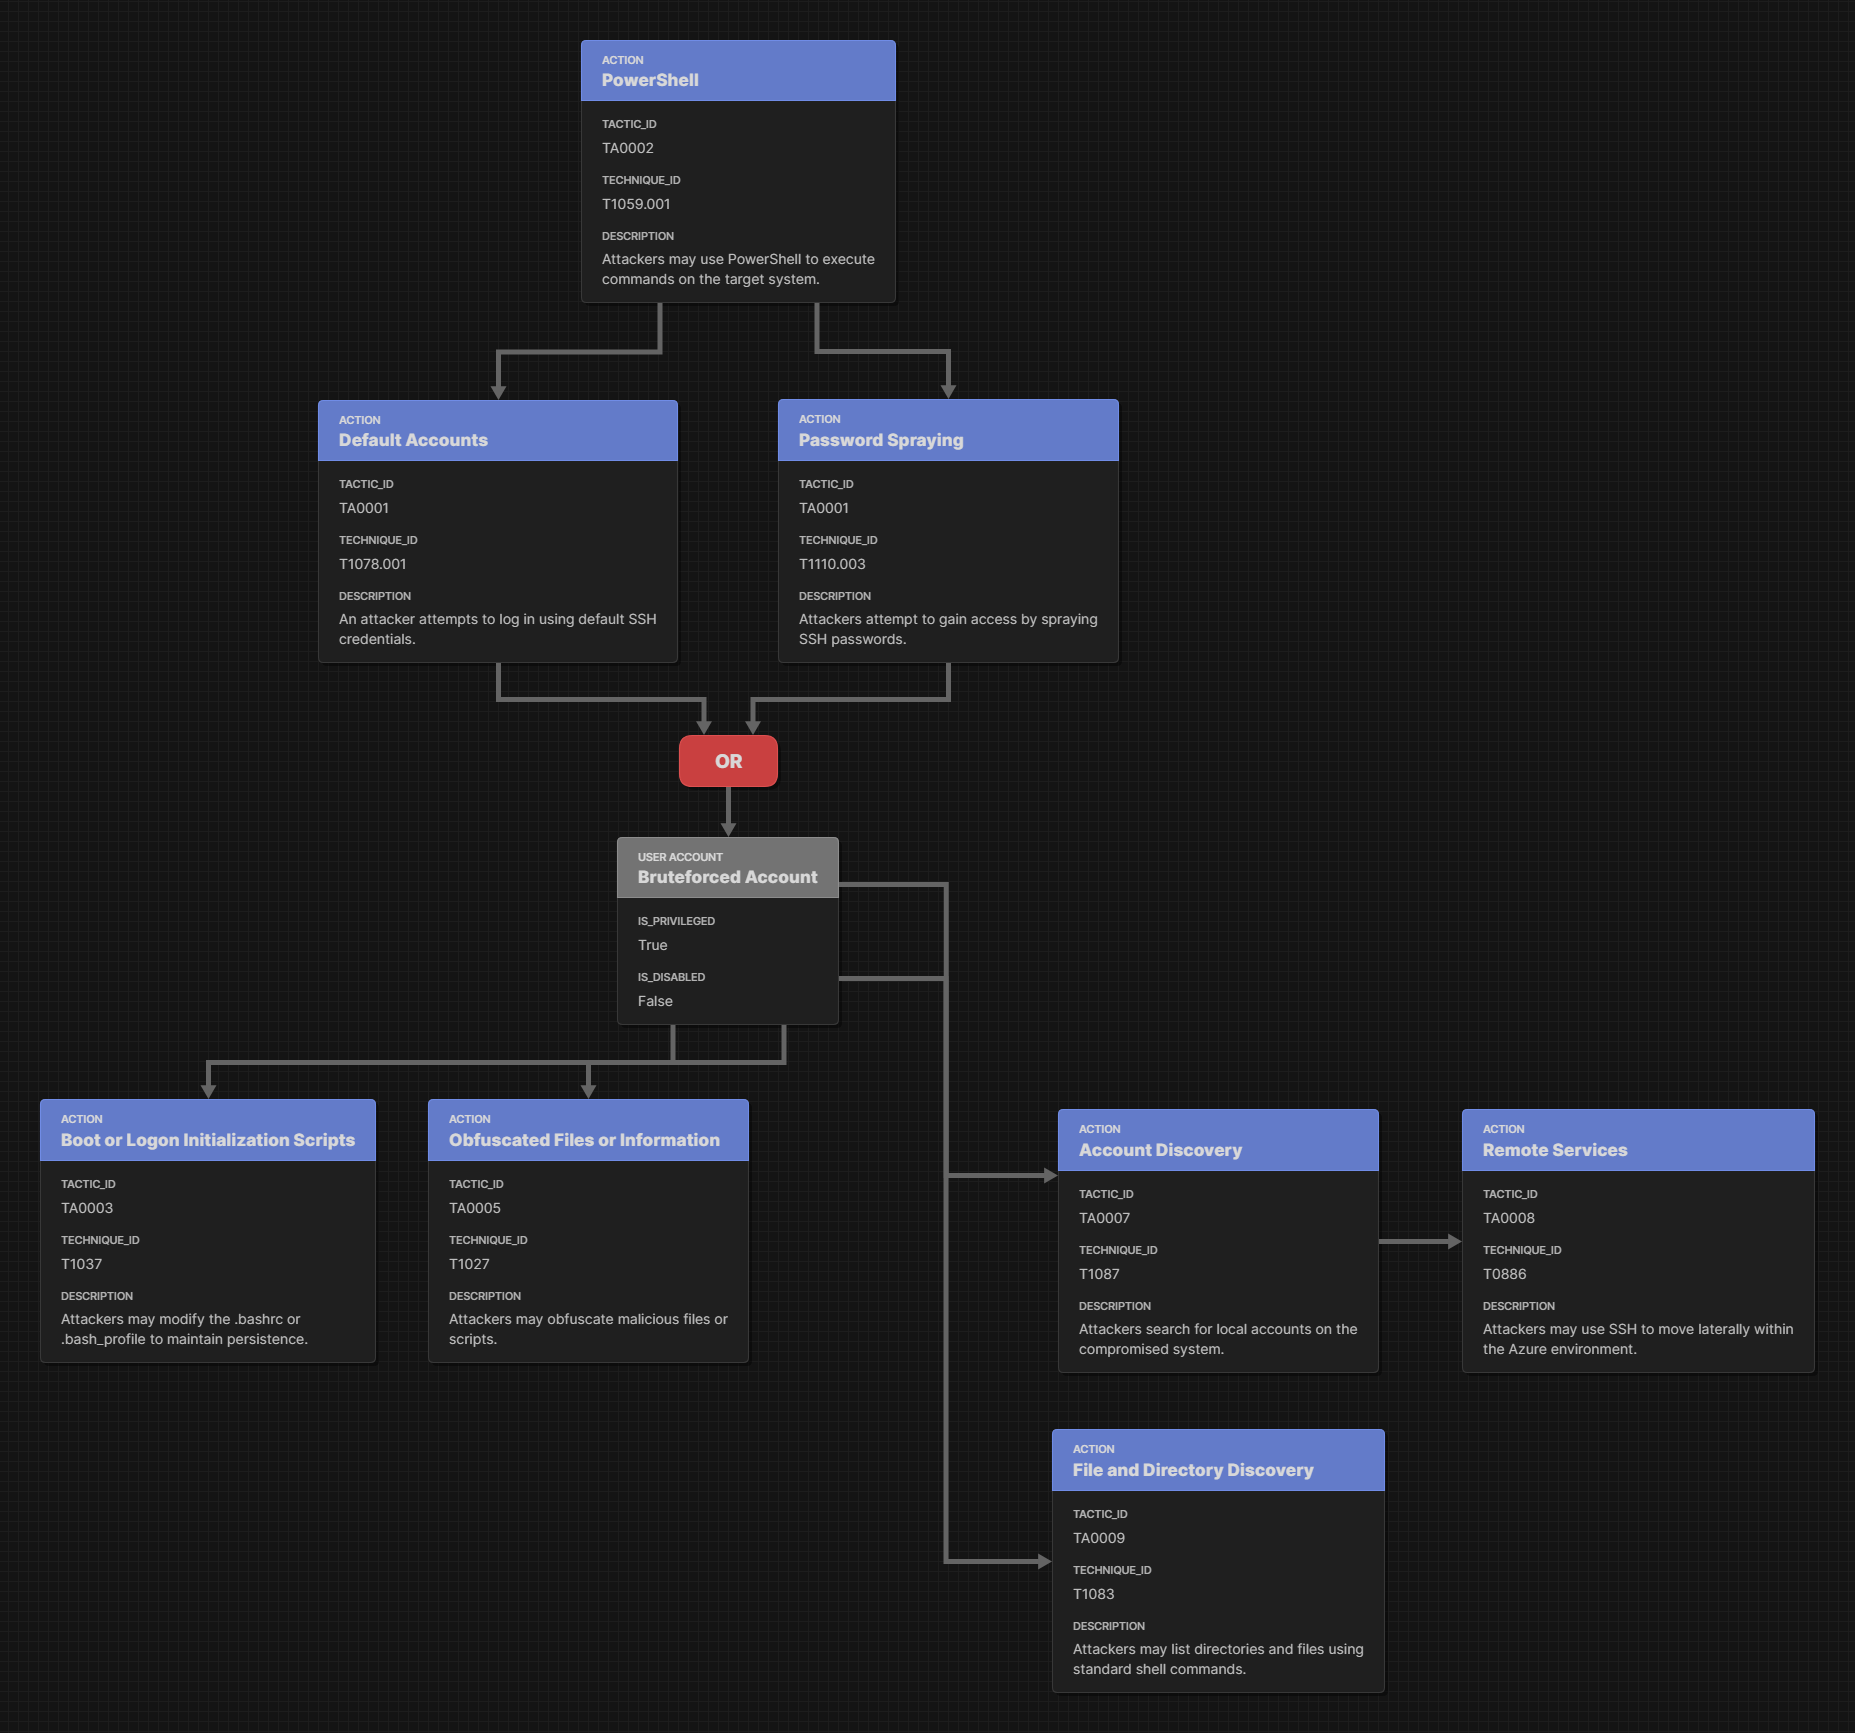 ACTION
PowerShell
TACTIC_ID
TA0002
TECHNIQUE_ID
T1059.001
DESCRIPTION
Attackers may use PowerShell to execute
commands on the target system.
ACTION
Default Accounts
TACTIC_ID
TA0001
TECHNIQUE_ID
T1078.001
DESCRIPTION
An attacker attempts to log in using default SSH
credentials.
ACTION
Password Spraying
TACTIC_ID
TA0001
TECHNIQUE_ID
T1110.003
DESCRIPTION
Attackers attempt to gain access by spraying
SSH passwords.
OR
USER ACCOUNT
Bruteforced Account
IS_PRIVILEGED
True
IS_DISABLED
False
ACTION
Boot or Logon Initialization Scripts
TACTIC_ID
TA0003
TECHNIQUE_ID
T1037
DESCRIPTION
Attackers may modify the .bashrc or
.bash_profile to maintain persistence.
ACTION
Obfuscated Files or Information
TACTIC_ID
TA0005
TECHNIQUE_ID
T1027
DESCRIPTION
Attackers may obfuscate malicious files or
scripts.
ACTION
Account Discovery
TACTIC_ID
TA0007
TECHNIQUE_ID
T1087
DESCRIPTION
Attackers search for local accounts on the
compromised system.
ACTION
Remote Services
TACTIC_ID
TA0008
TECHNIQUE_ID
T0886
DESCRIPTION
Attackers may use SSH to move laterally within
the Azure environment.
ACTION
File and Directory Discovery
TACTIC_ID
TA0009
TECHNIQUE_ID
T1083
DESCRIPTION
Attackers may list directories and files using
standard shell commands.